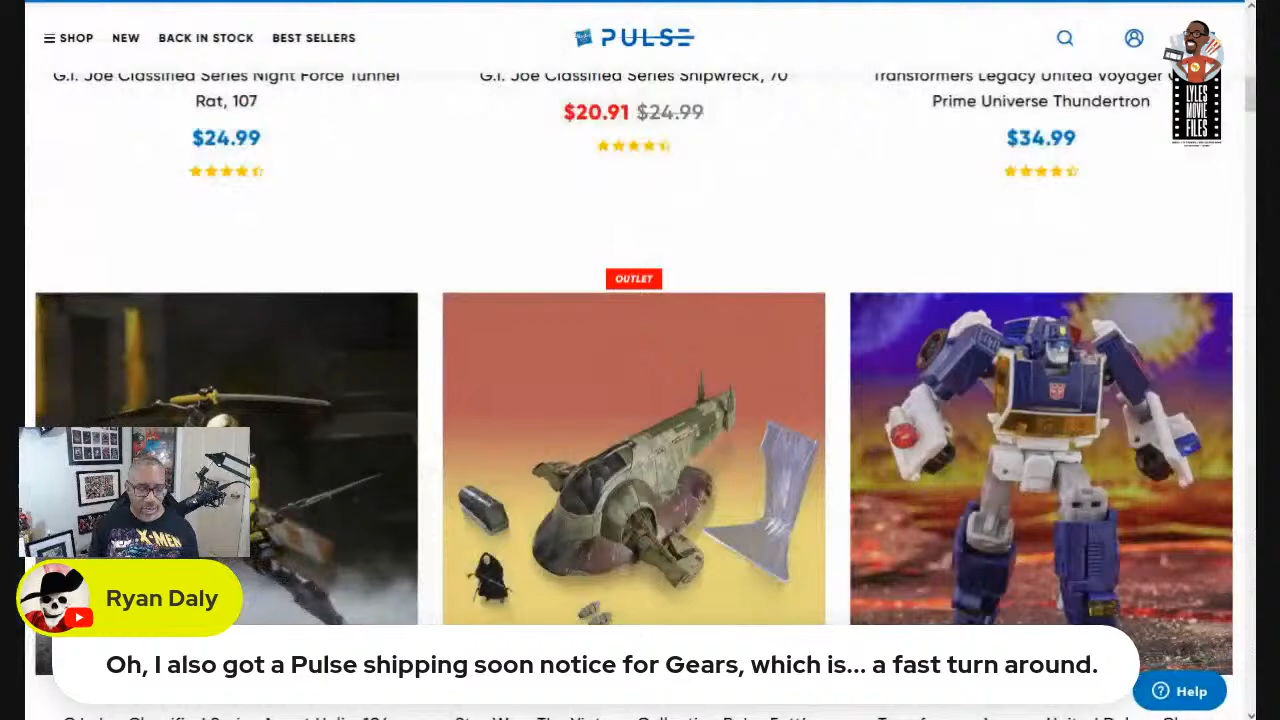 SHOP NEW BACK IN STOCK BEST SELLERS
PULSE
LYLES
MOVIE
FILES
G.I. Joe Classified Series Night Force Tunnel
Rat, 107
$24.99
G.I. Joe Classified Series Shipwreck, 70
$20.91 $24.99
Transformers Legacy United Voyager
Prime Universe Thundertron
$34.99
OUTLET
X-MEN
Ryan Daly
Oh, I also got a Pulse shipping soon notice for Gears, which is... a fast turn around.
Help